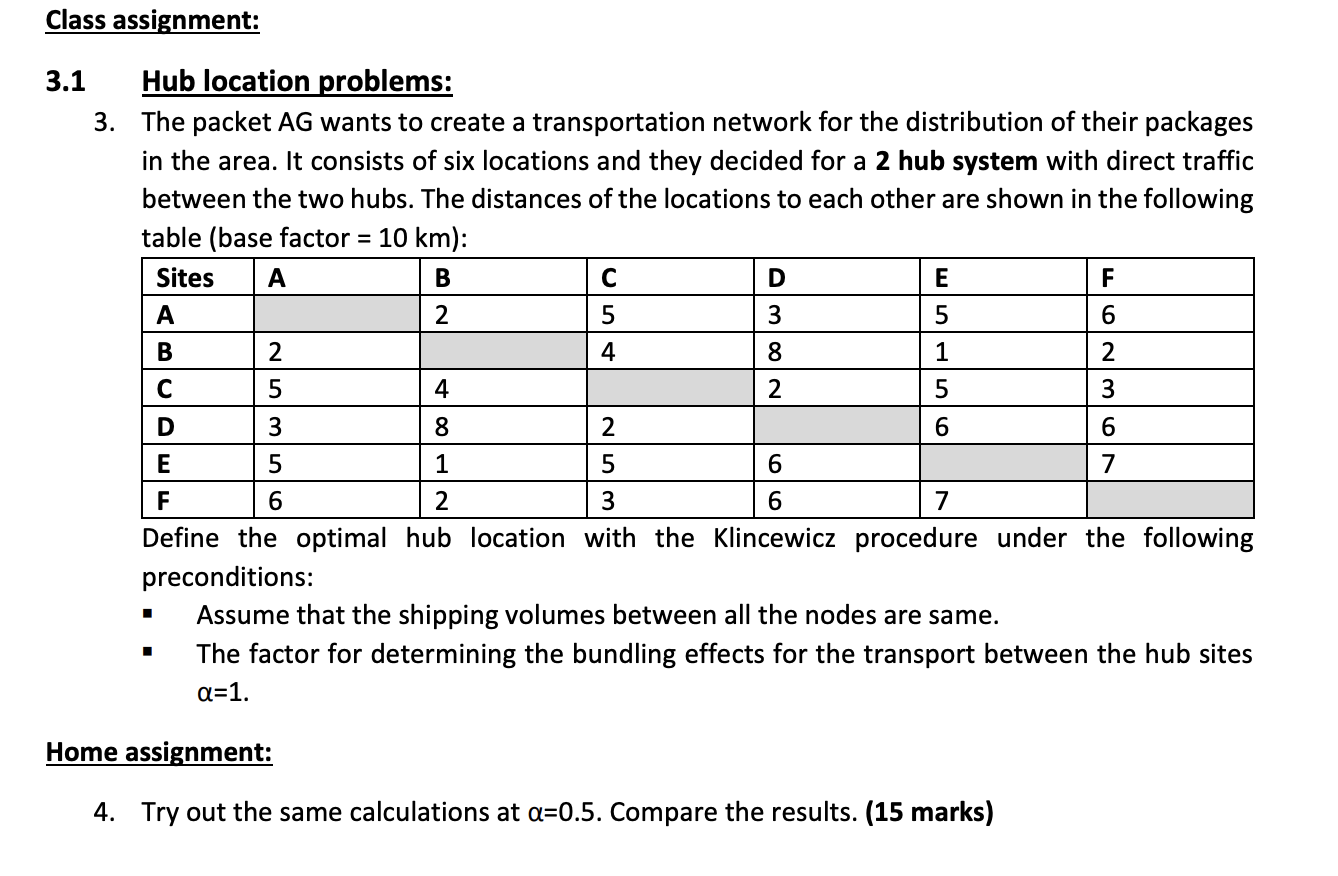 Class assignment:
3.1 Hub location problems:
3. The packet AG wants to create a transportation network for the distribution of their packages
in the area. It consists of six locations and they decided for a 2 hub system with direct traffic
between the two hubs. The distances of the locations to each other are shown in the following
table (base factor = 10 km):
Sites A B C D E F
A 2 5 3 5 6
B 2 4 8 1 2
C 5 4 2 5 3
D 3 8 2 6 6
E 5 1 5 6 7
F 6 2 3 6 7
Define the optimal hub location with the Klincewicz procedure under the following
preconditions:
▪ Assume that the shipping volumes between all the nodes are same.
▪ The factor for determining the bundling effects for the transport between the hub sites
α=1.
Home assignment:
4. Try out the same calculations at α=0.5. Compare the results. (15 marks)